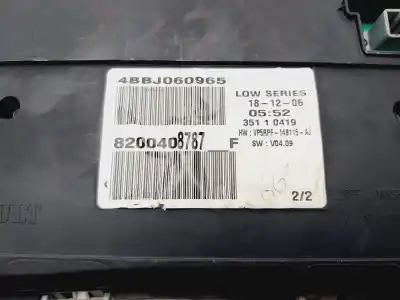 4BBJ060965
LOW SERIES
18-12-06
05:52
351 1 0419
HW : VP5RPF-14B115-AJ
8200408767 F
SW : V04.09
2/2